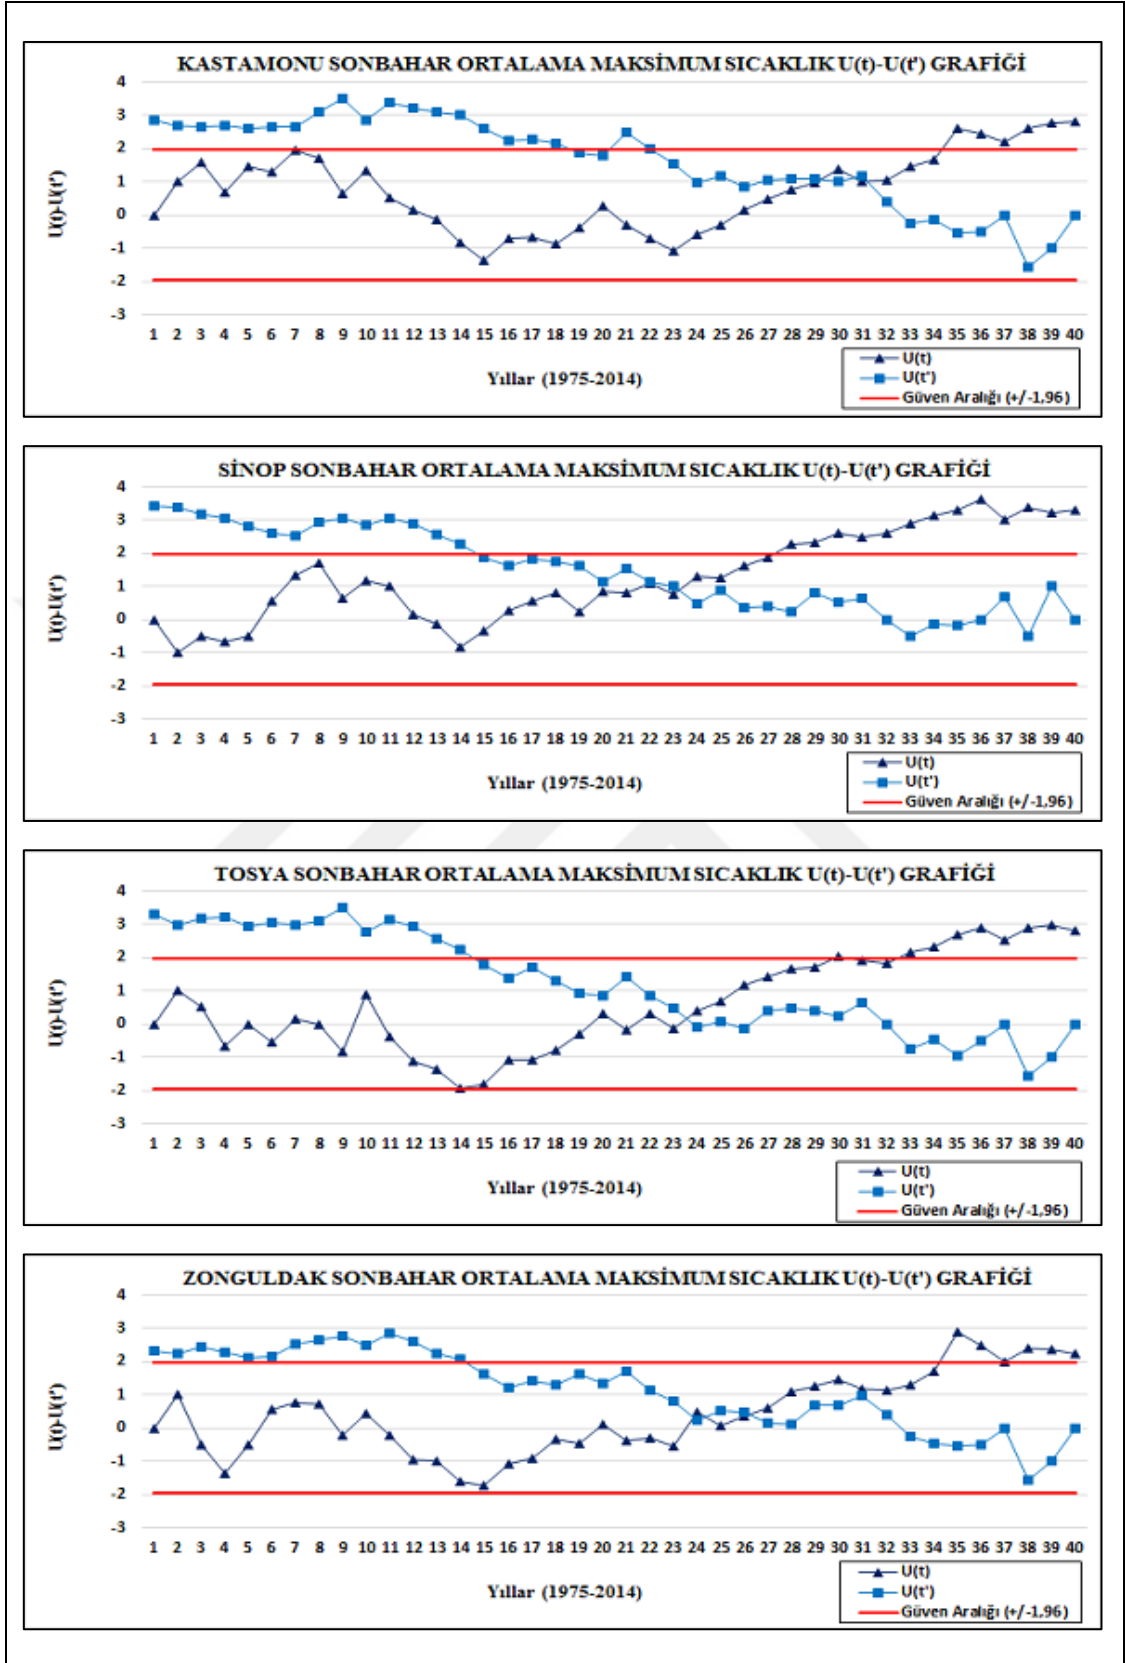 KASTAMONU SONBAHAR ORTALAMA MAKSİMUM SICAKLIK U(t)-U(t') GRAFİĞİ
4
3
2
1
0
-1
-2
-3
U(t)-U(t')
1 2 3 4 5 6 7 8 9 10 11 12 13 14 15 16 17 18 19 20 21 22 23 24 25 26 27 28 29 30 31 32 33 34 35 36 37 38 39 40
Yıllar (1975-2014)
U(t)
U(t')
Güven Aralığı (+/-1,96)
SİNOP SONBAHAR ORTALAMA MAKSİMUM SICAKLIK U(t)-U(t') GRAFİĞİ
4
3
2
1
0
-1
-2
-3
U(t)-U(t')
1 2 3 4 5 6 7 8 9 10 11 12 13 14 15 16 17 18 19 20 21 22 23 24 25 26 27 28 29 30 31 32 33 34 35 36 37 38 39 40
Yıllar (1975-2014)
U(t)
U(t')
Güven Aralığı (+/-1,96)
TOSYA SONBAHAR ORTALAMA MAKSİMUM SICAKLIK U(t)-U(t') GRAFİĞİ
4
3
2
1
0
-1
-2
-3
U(t)-U(t')
1 2 3 4 5 6 7 8 9 10 11 12 13 14 15 16 17 18 19 20 21 22 23 24 25 26 27 28 29 30 31 32 33 34 35 36 37 38 39 40
Yıllar (1975-2014)
U(t)
U(t')
Güven Aralığı (+/-1,96)
ZONGULDAK SONBAHAR ORTALAMA MAKSİMUM SICAKLIK U(t)-U(t') GRAFİĞİ
4
3
2
1
0
-1
-2
-3
U(t)-U(t')
1 2 3 4 5 6 7 8 9 10 11 12 13 14 15 16 17 18 19 20 21 22 23 24 25 26 27 28 29 30 31 32 33 34 35 36 37 38 39 40
Yıllar (1975-2014)
U(t)
U(t')
Güven Aralığı (+/-1,96)